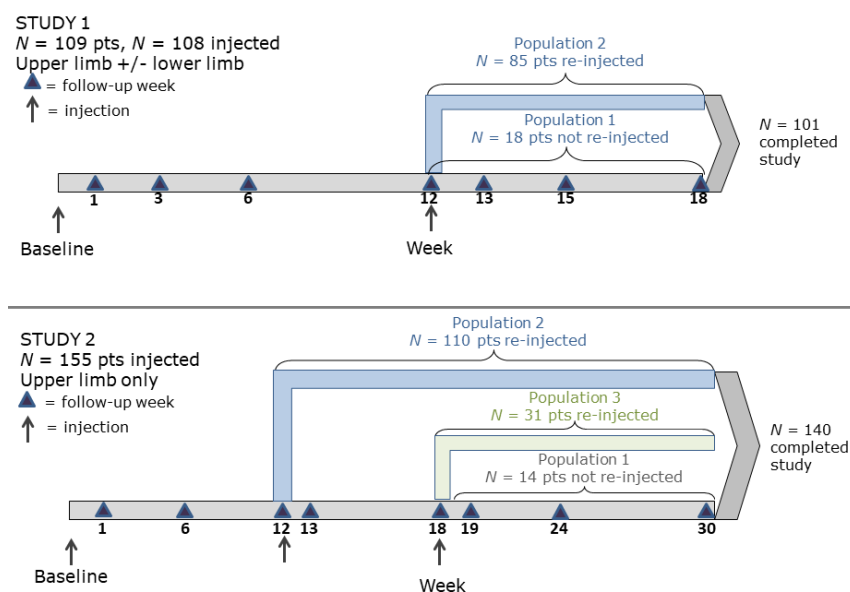 STUDY 1
N = 109 pts, N = 108 injected
Upper limb +/- lower limb
= follow-up week
= injection
Population 2
N = 85 pts re-injected
Population 1
N = 18 pts not re-injected
N = 101
completed
study
1 3 6 12 13 15 18
Baseline
Week
STUDY 2
N = 155 pts injected
Upper limb only
= follow-up week
= injection
Population 2
N = 110 pts re-injected
Population 3
N = 31 pts re-injected
Population 1
N = 14 pts not re-injected
N = 140
completed
study
1 6 12 13 18 19 24 30
Baseline
Week